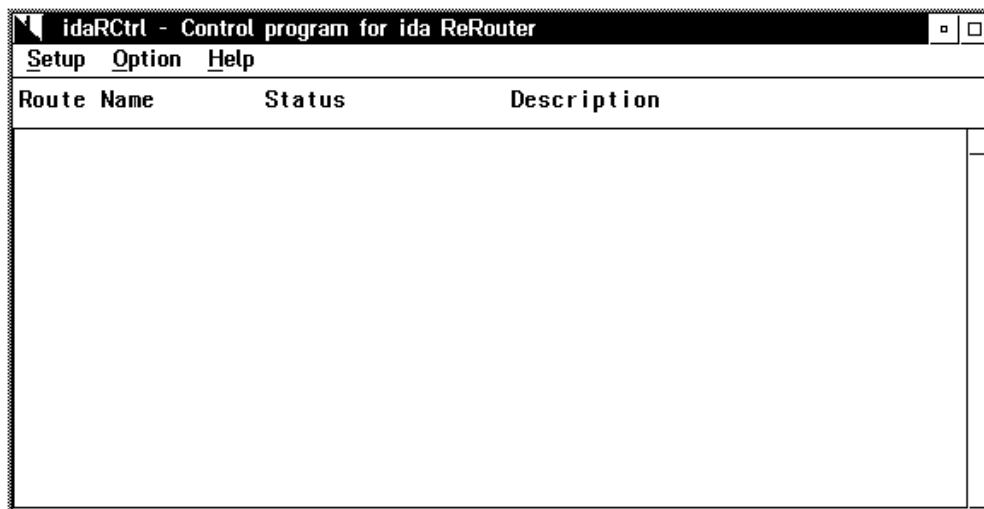 idaRCtrl - Control program for ida ReRouter
Setup Option Help
Route Name Status Description